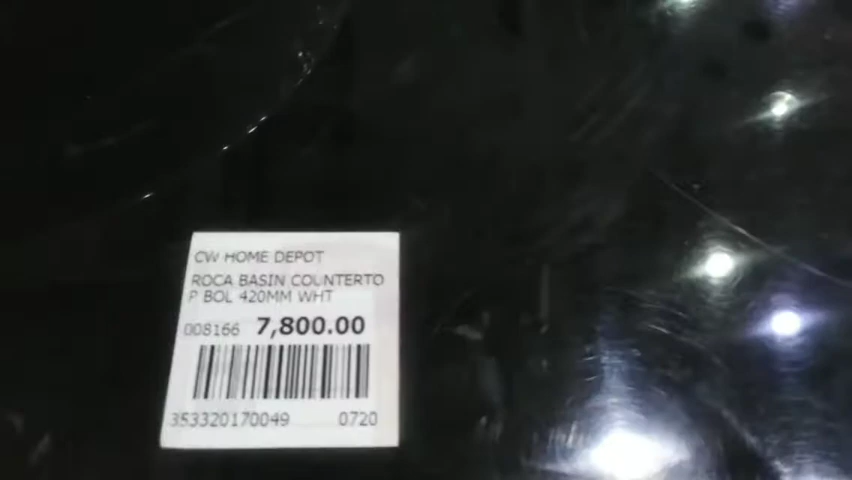 CW HOME DEPOT
ROCA BASIN COUNTERTO
P BOL 420MM WHT
008166 7,800.00
353320170049 0720